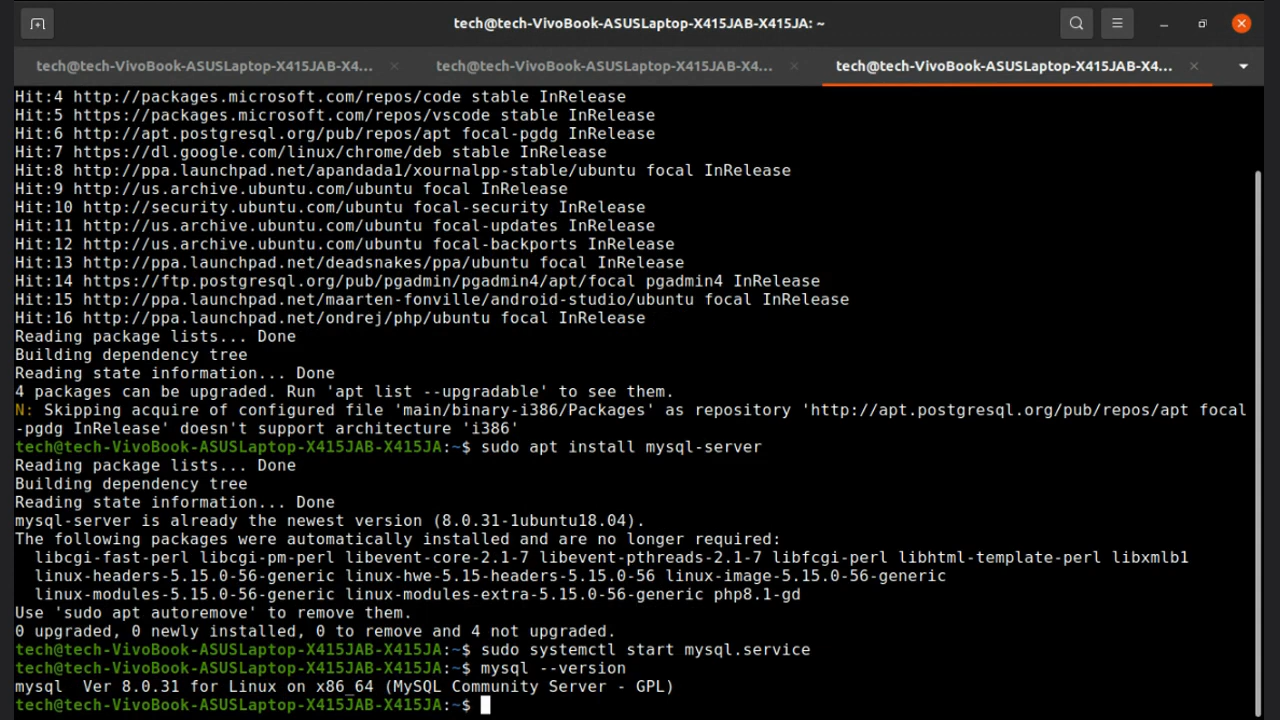 tech@tech-VivoBook-ASUSLaptop-X415JAB-X415JA: ~
tech@tech-VivoBook-ASUSLaptop-X415JAB-X4... × tech@tech-VivoBook-ASUSLaptop-X415JAB-X4... × tech@tech-VivoBook-ASUSLaptop-X415JAB-X4... ×
Hit:4 http://packages.microsoft.com/repos/code stable InRelease
Hit:5 https://packages.microsoft.com/repos/vscode stable InRelease
Hit:6 http://apt.postgresql.org/pub/repos/apt focal-pgdg InRelease
Hit:7 https://dl.google.com/linux/chrome/deb stable InRelease
Hit:8 http://ppa.launchpad.net/apandada1/xournalpp-stable/ubuntu focal InRelease
Hit:9 http://us.archive.ubuntu.com/ubuntu focal InRelease
Hit:10 http://security.ubuntu.com/ubuntu focal-security InRelease
Hit:11 http://us.archive.ubuntu.com/ubuntu focal-updates InRelease
Hit:12 http://us.archive.ubuntu.com/ubuntu focal-backports InRelease
Hit:13 http://ppa.launchpad.net/deadsnakes/ppa/ubuntu focal InRelease
Hit:14 https://ftp.postgresql.org/pub/pgadmin/pgadmin4/apt/focal pgadmin4 InRelease
Hit:15 http://ppa.launchpad.net/maarten-fonville/android-studio/ubuntu focal InRelease
Hit:16 http://ppa.launchpad.net/ondrej/php/ubuntu focal InRelease
Reading package lists... Done
Building dependency tree
Reading state information... Done
4 packages can be upgraded. Run 'apt list --upgradable' to see them.
N: Skipping acquire of configured file 'main/binary-i386/Packages' as repository 'http://apt.postgresql.org/pub/repos/apt focal
-pgdg InRelease' doesn't support architecture 'i386'
tech@tech-VivoBook-ASUSLaptop-X415JAB-X415JA:~$ sudo apt install mysql-server
Reading package lists... Done
Building dependency tree
Reading state information... Done
mysql-server is already the newest version (8.0.31-1ubuntu18.04).
The following packages were automatically installed and are no longer required:
  libcgi-fast-perl libcgi-pm-perl libevent-core-2.1-7 libevent-pthreads-2.1-7 libfcgi-perl libhtml-template-perl libxmlb1
  linux-headers-5.15.0-56-generic linux-hwe-5.15-headers-5.15.0-56 linux-image-5.15.0-56-generic
  linux-modules-5.15.0-56-generic linux-modules-extra-5.15.0-56-generic php8.1-gd
Use 'sudo apt autoremove' to remove them.
0 upgraded, 0 newly installed, 0 to remove and 4 not upgraded.
tech@tech-VivoBook-ASUSLaptop-X415JAB-X415JA:~$ sudo systemctl start mysql.service
tech@tech-VivoBook-ASUSLaptop-X415JAB-X415JA:~$ mysql --version
mysql  Ver 8.0.31 for Linux on x86_64 (MySQL Community Server - GPL)
tech@tech-VivoBook-ASUSLaptop-X415JAB-X415JA:~$